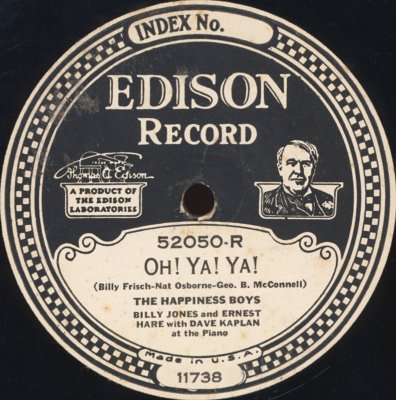 INDEX No.
EDISON
RECORD
Thomas A Edison
A PRODUCT OF
THE EDISON
LABORATORIES
52050-R
OH! YA! YA!
(Billy Frisch-Nat Osborne-Geo. B. McConnell)
THE HAPPINESS BOYS
BILLY JONES and ERNEST
HARE with DAVE KAPLAN
at the Piano
Made in U.S.A.
11738